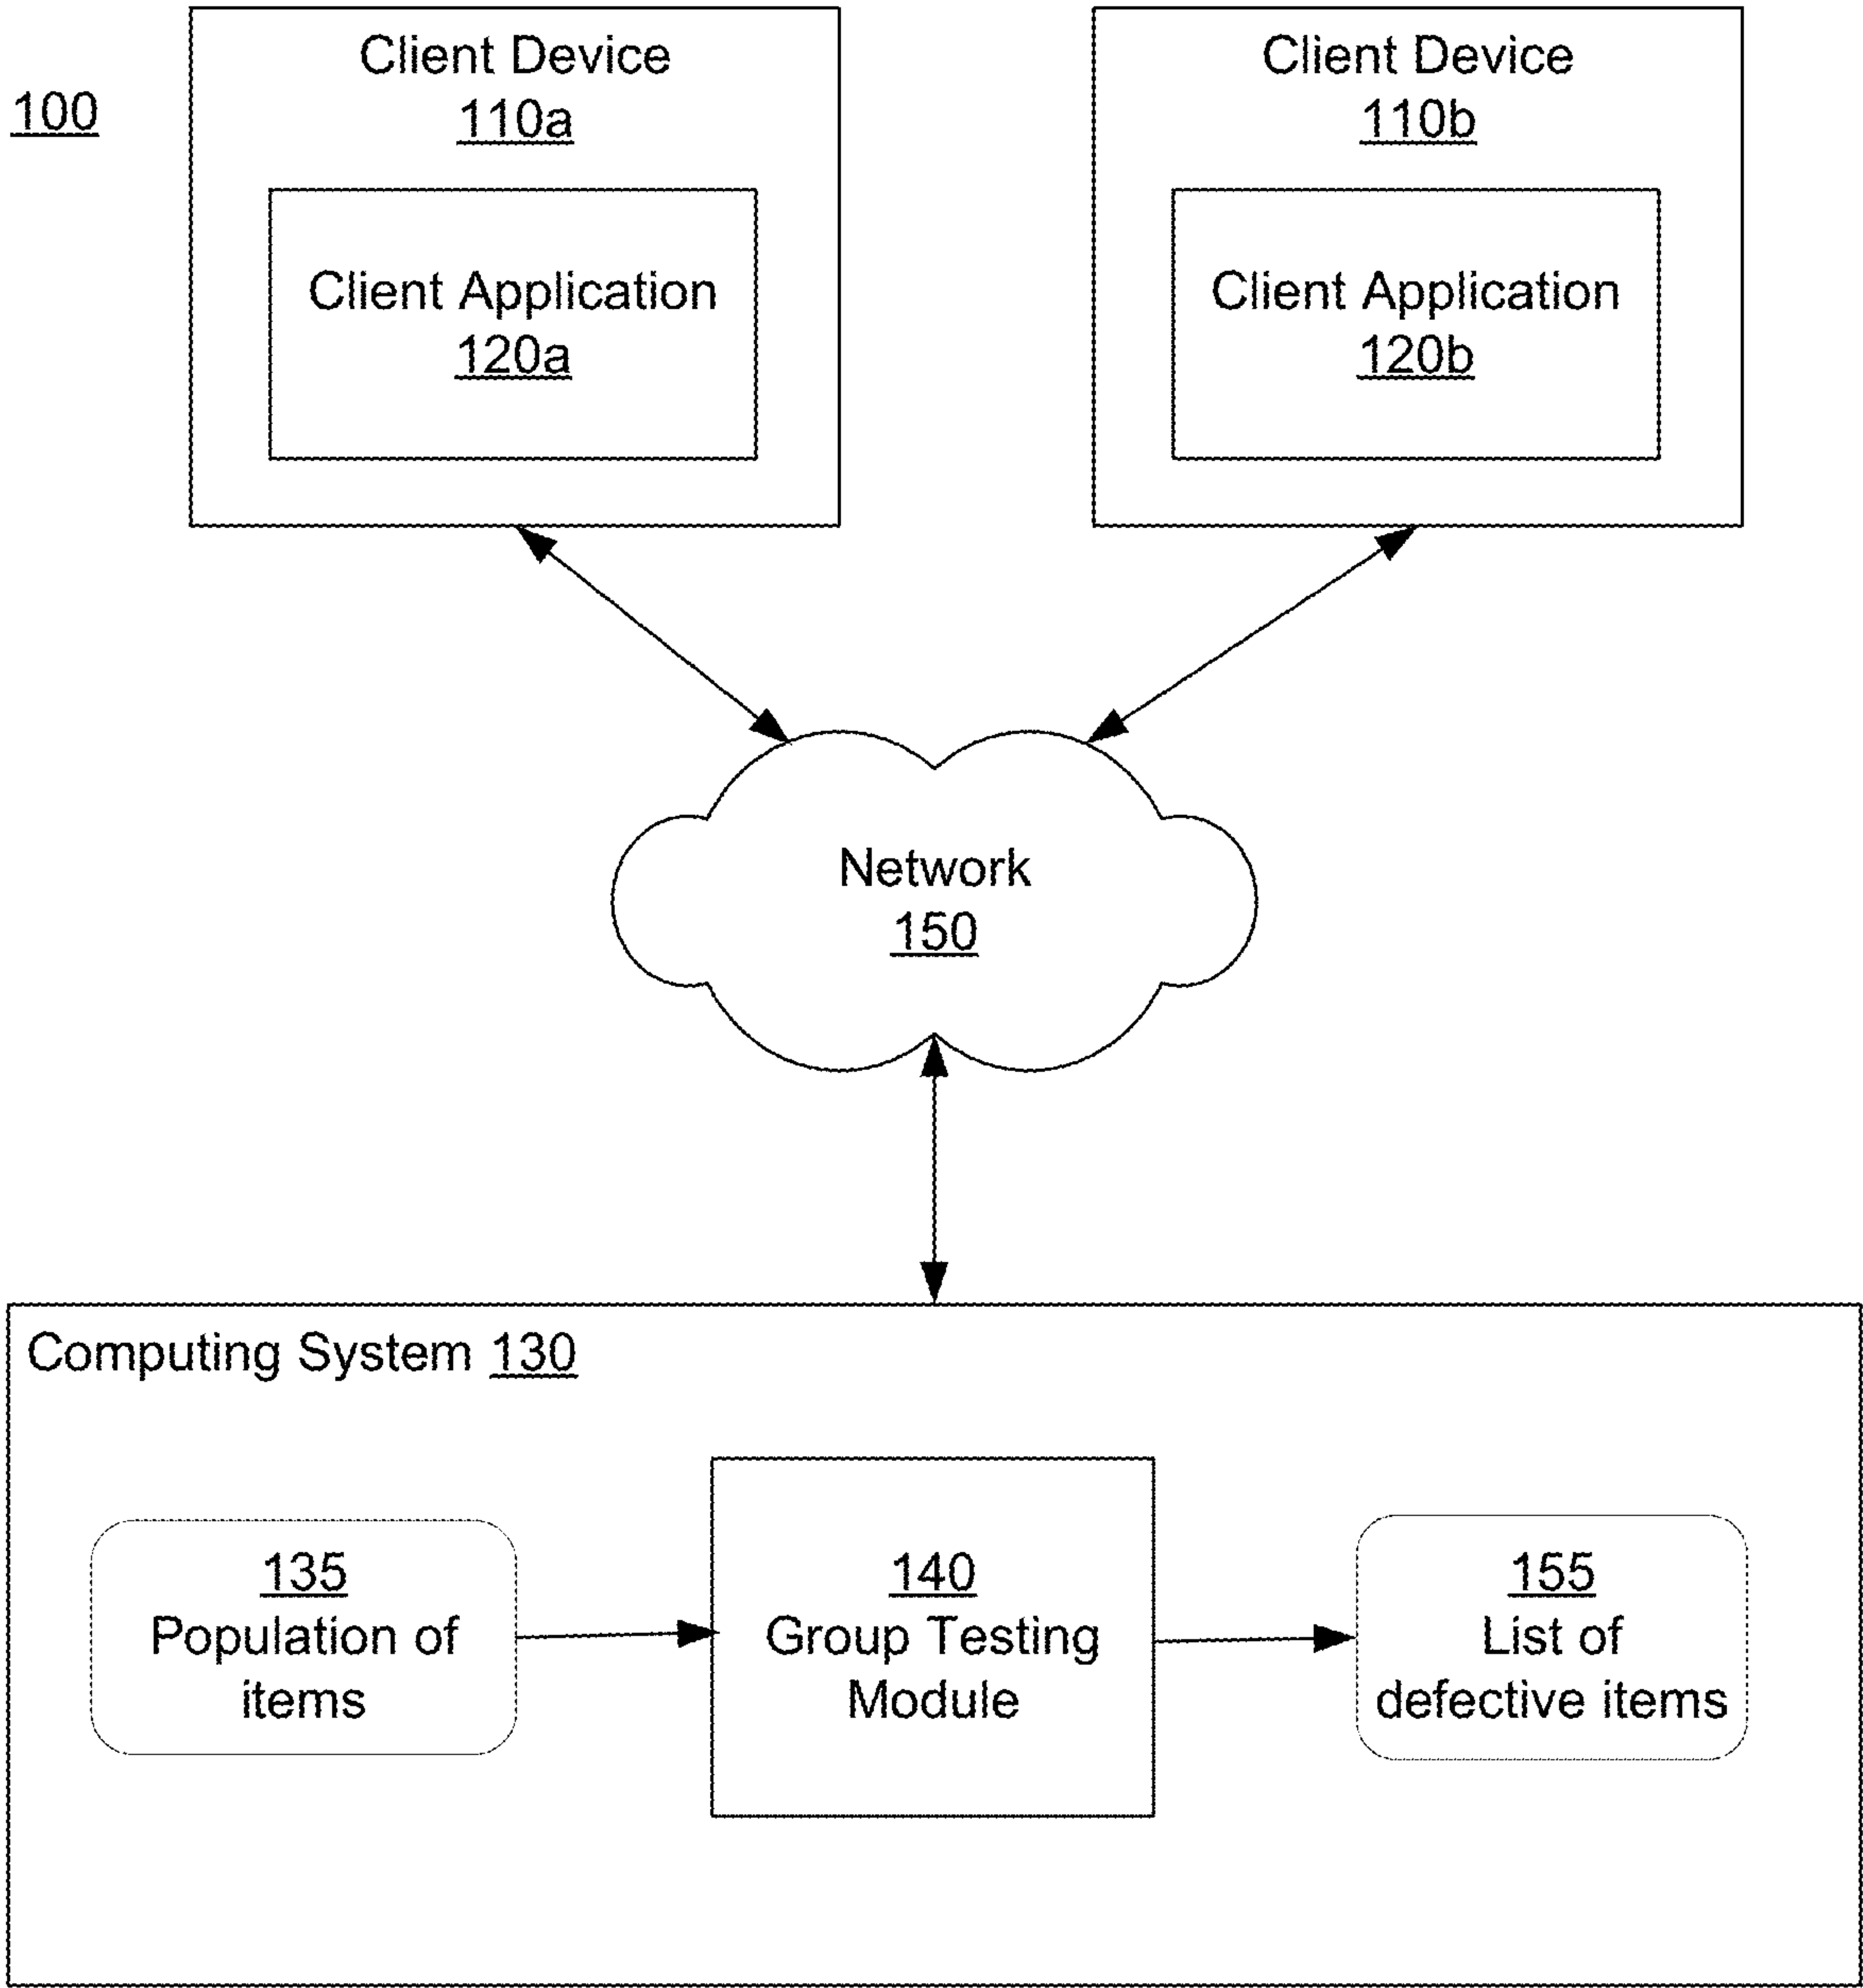 100
Client Device
110a
Client Application
120a
Client Device
110b
Client Application
120b
Network
150
Computing System 130
135
Population of
items
140
Group Testing
Module
155
List of
defective items